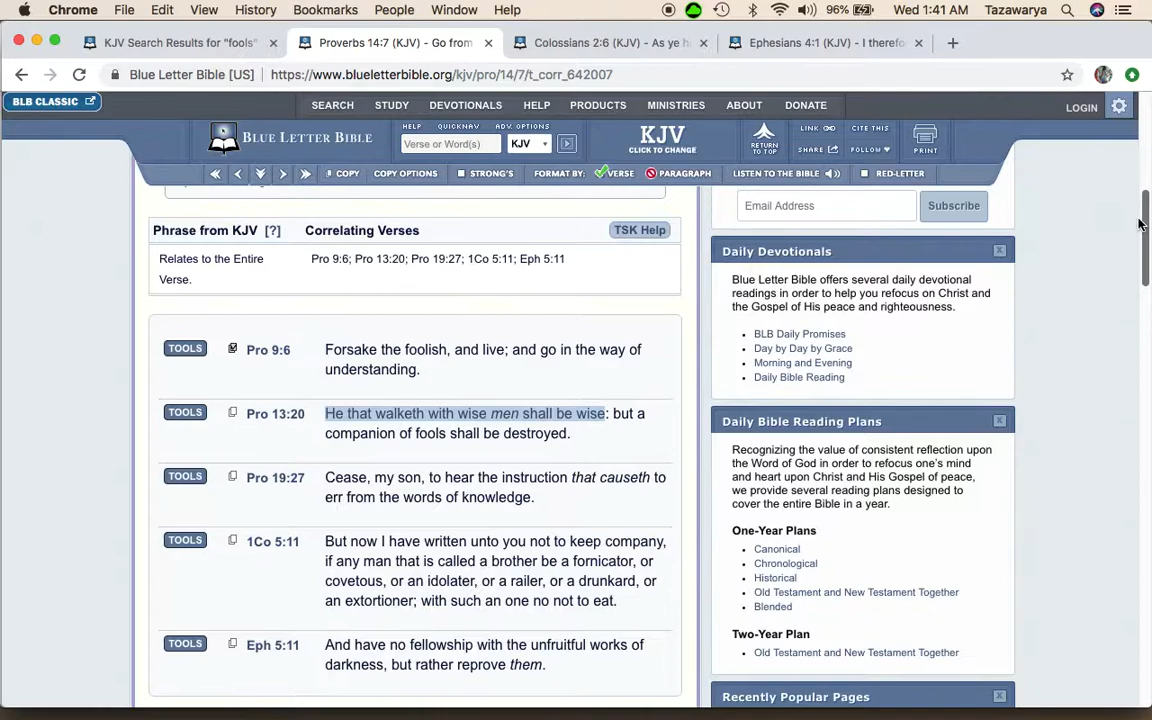 Chrome File Edit View History Bookmarks People Window Help 96% Wed 1:41 AM Tazawarya
KJV Search Results for "fools" × Proverbs 14:7 (KJV) - Go from × Colossians 2:6 (KJV) - As ye h × Ephesians 4:1 (KJV) - I therefo × +
Blue Letter Bible [US] https://www.blueletterbible.org/kjv/pro/14/7/t_corr_642007
BLB CLASSIC SEARCH STUDY DEVOTIONALS HELP PRODUCTS MINISTRIES ABOUT DONATE LOGIN
BLUE LETTER BIBLE HELP QUICKNAV ADV. OPTIONS
Verse or Word(s) KJV
KJV
CLICK TO CHANGE
RETURN
TO TOP
LINK CITE THIS
SHARE FOLLOW PRINT
COPY COPY OPTIONS STRONG'S FORMAT BY: VERSE PARAGRAPH LISTEN TO THE BIBLE RED-LETTER
Phrase from KJV [?] Correlating Verses TSK Help
Relates to the Entire Pro 9:6; Pro 13:20; Pro 19:27; 1Co 5:11; Eph 5:11
Verse.
TOOLS Pro 9:6 Forsake the foolish, and live; and go in the way of
understanding.
TOOLS Pro 13:20 He that walketh with wise men shall be wise: but a
companion of fools shall be destroyed.
TOOLS Pro 19:27 Cease, my son, to hear the instruction that causeth to
err from the words of knowledge.
TOOLS 1Co 5:11 But now I have written unto you not to keep company,
if any man that is called a brother be a fornicator, or
covetous, or an idolater, or a railer, or a drunkard, or
an extortioner; with such an one no not to eat.
TOOLS Eph 5:11 And have no fellowship with the unfruitful works of
darkness, but rather reprove them.
Email Address Subscribe
Daily Devotionals X
Blue Letter Bible offers several daily devotional
readings in order to help you refocus on Christ and
the Gospel of His peace and righteousness.
BLB Daily Promises
Day by Day by Grace
Morning and Evening
Daily Bible Reading
Daily Bible Reading Plans X
Recognizing the value of consistent reflection upon
the Word of God in order to refocus one's mind
and heart upon Christ and His Gospel of peace,
we provide several reading plans designed to
cover the entire Bible in a year.
One-Year Plans
Canonical
Chronological
Historical
Old Testament and New Testament Together
Blended
Two-Year Plan
Old Testament and New Testament Together
Recently Popular Pages X